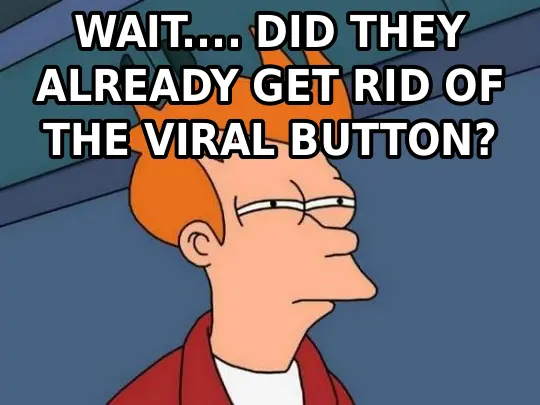 WAIT.... DID THEY
ALREADY GET RID OF
THE VIRAL BUTTON?